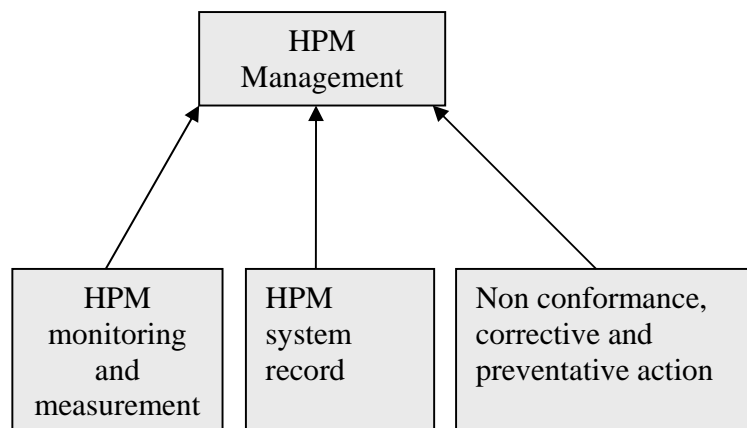 HPM
Management
HPM
monitoring
and
measurement
HPM
system
record
Non conformance,
corrective and
preventative action